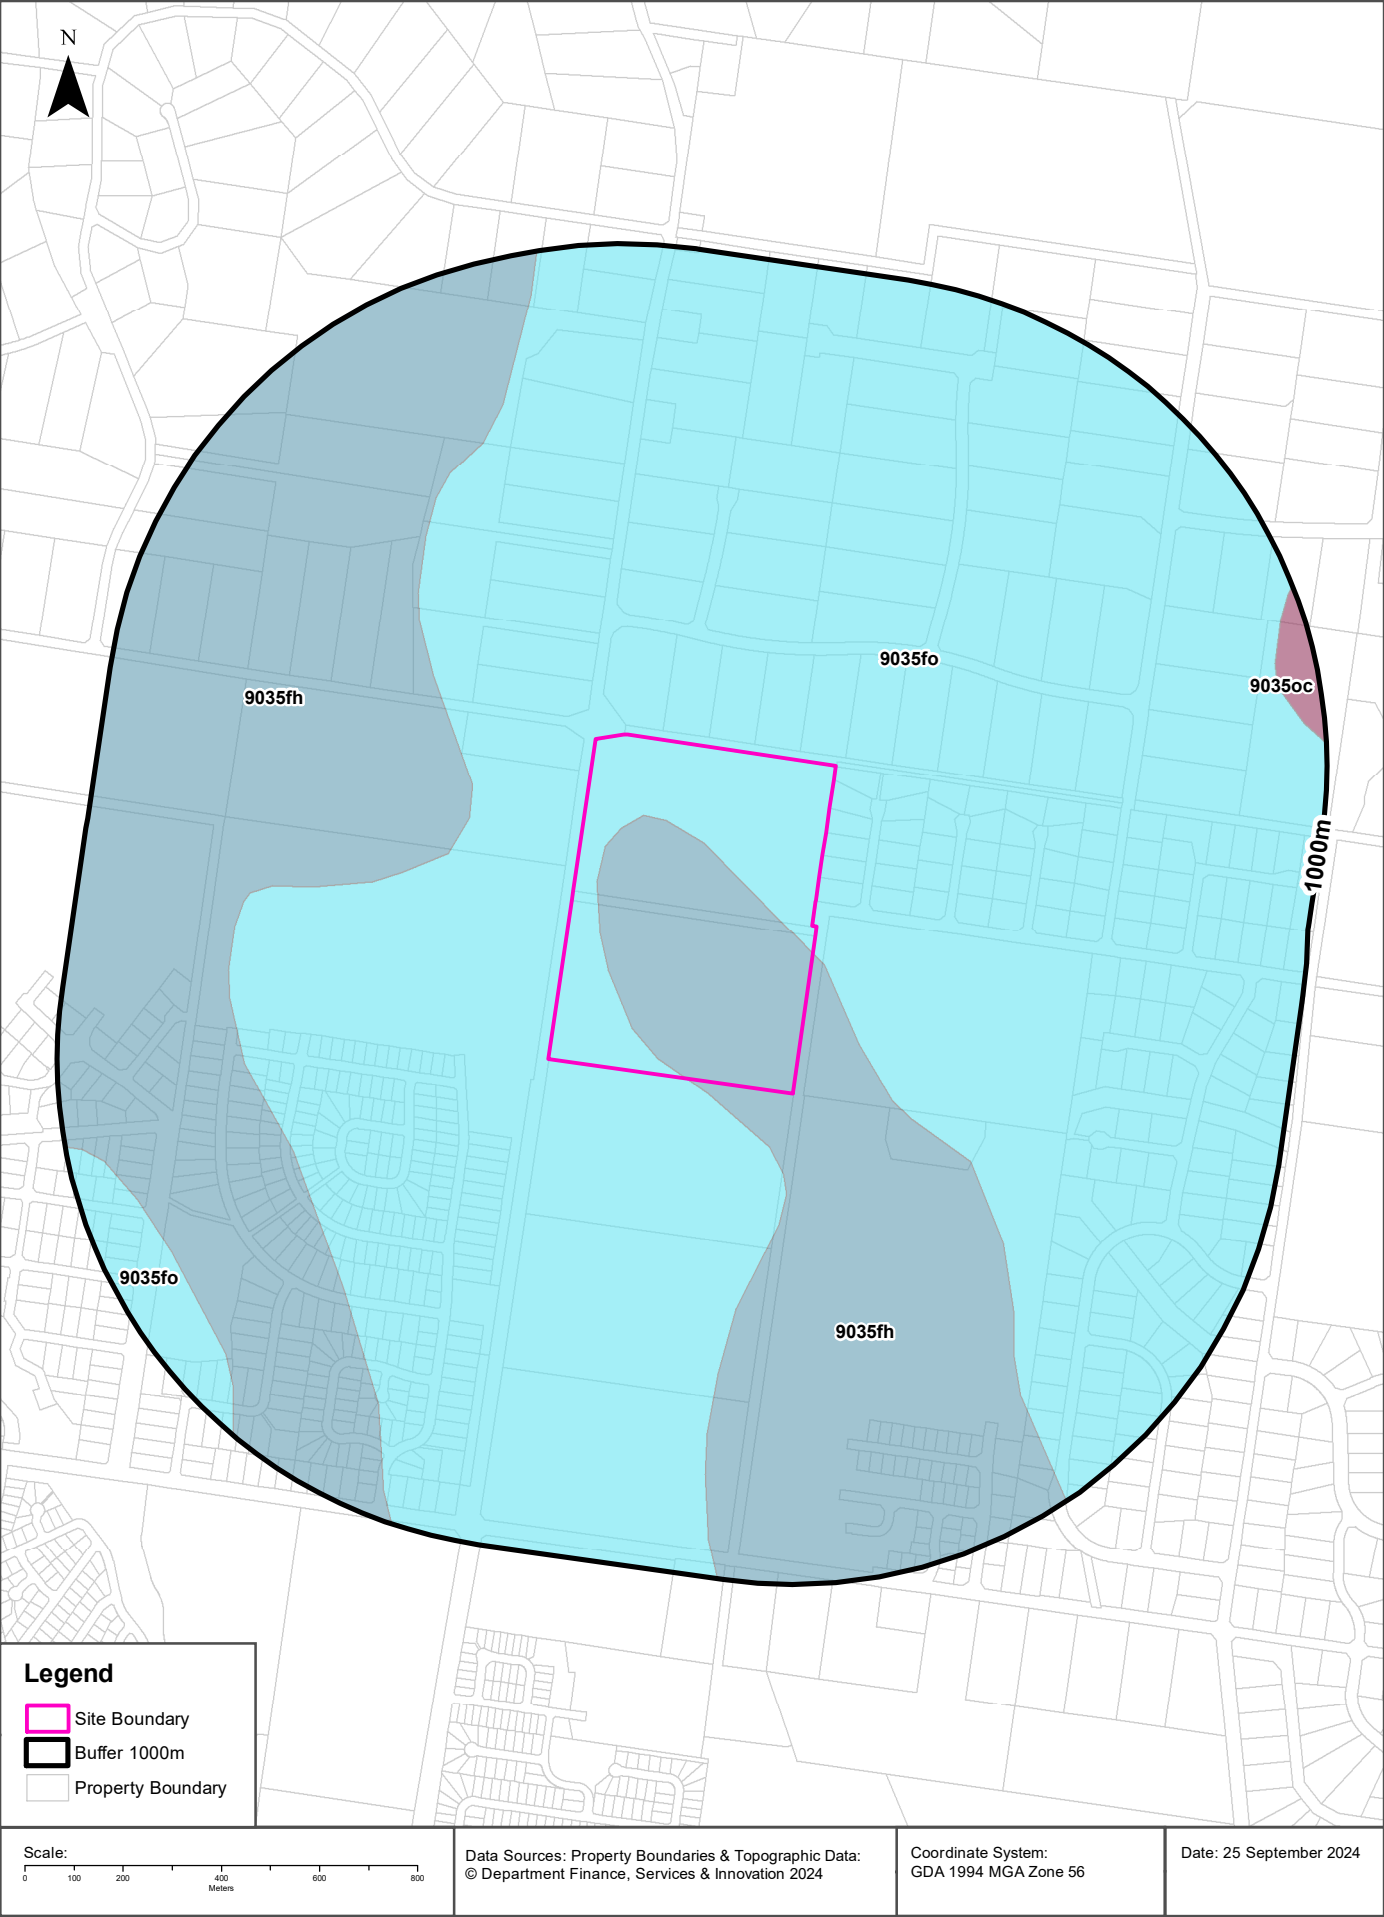 N
9035fo
9035oc
9035fh
1000m
9035fo
9035fh
Legend
Site Boundary
Buffer 1000m
Property Boundary
Scale:
0 100 200 400 600 800
Meters
Data Sources: Property Boundaries & Topographic Data:
© Department Finance, Services & Innovation 2024
Coordinate System:
GDA 1994 MGA Zone 56
Date: 25 September 2024